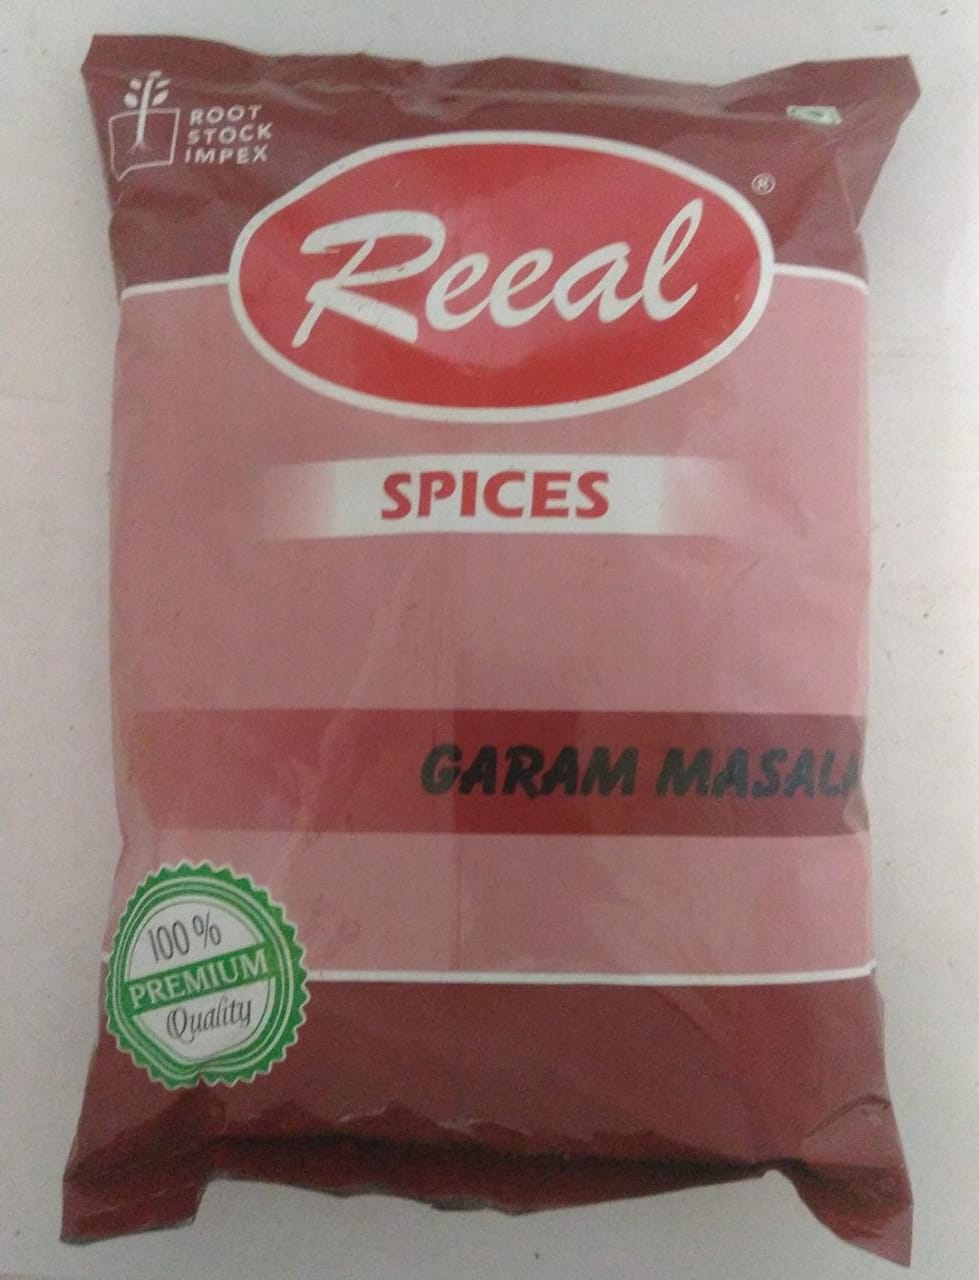 ROOT
STOCK
IMPEX
Reeal
®
SPICES
GARAM MASALA
100%
PREMIUM
Quality